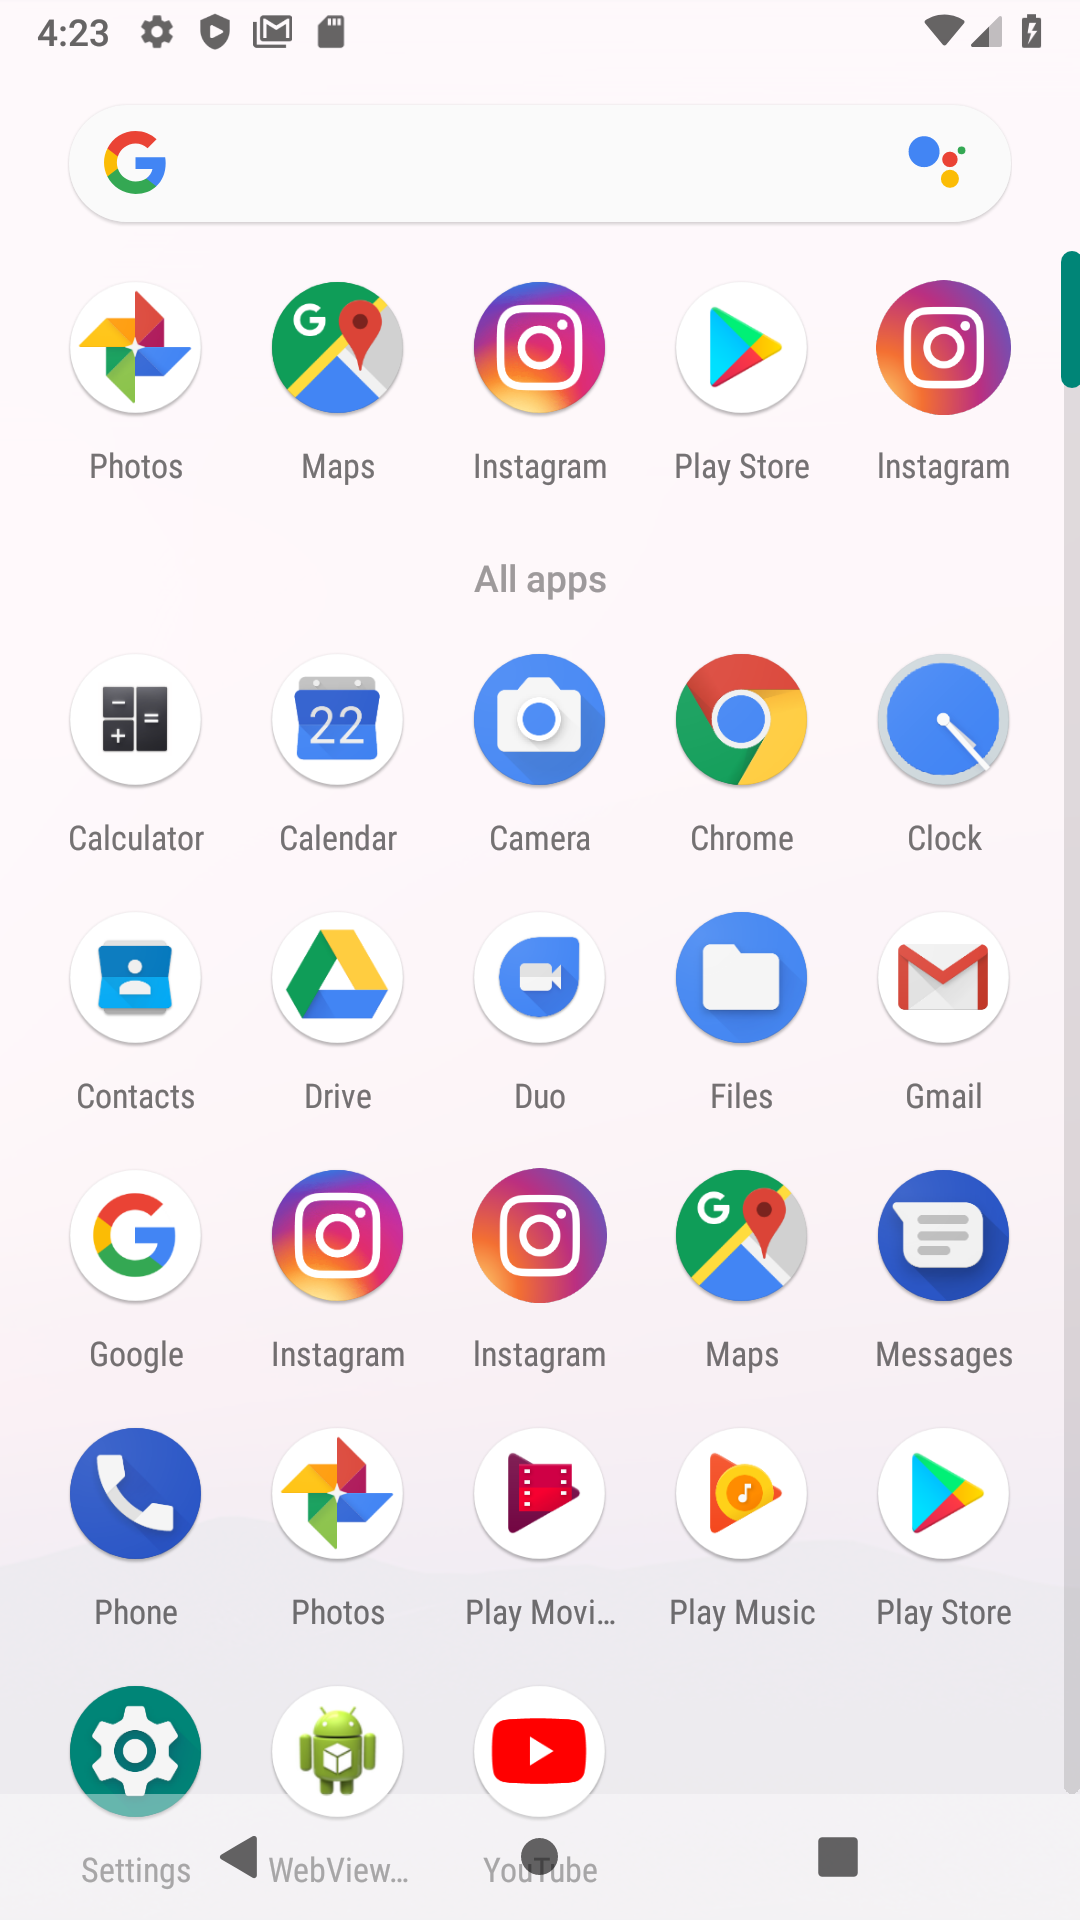 4:23
Photos Maps Instagram Play Store Instagram
All apps
22
Calculator Calendar Camera Chrome Clock
Contacts Drive Duo Files Gmail
Google Instagram Instagram Maps Messages
Phone Photos Play Movi… Play Music Play Store
Settings WebView… YouTube